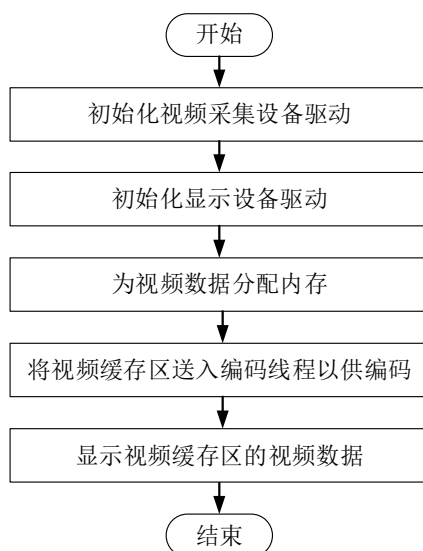 开始
初始化视频采集设备驱动
初始化显示设备驱动
为视频数据分配内存
将视频缓存区送入编码线程以供编码
显示视频缓存区的视频数据
结束